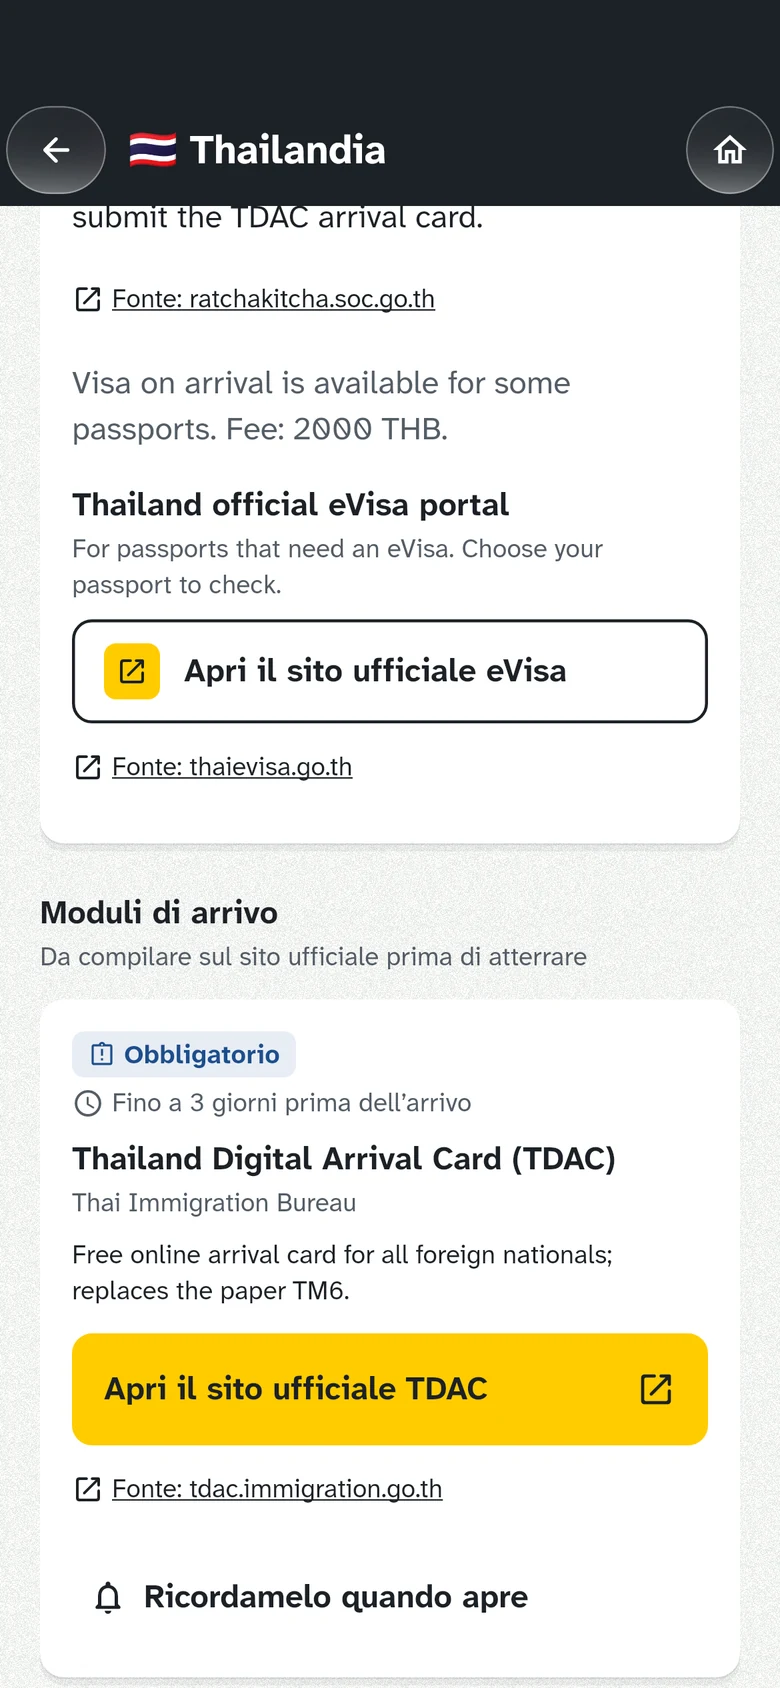 Thailandia
submit the TDAC arrival card.
Fonte: ratchakitcha.soc.go.th
Visa on arrival is available for some
passports. Fee: 2000 THB.
Thailand official eVisa portal
For passports that need an eVisa. Choose your
passport to check.
Apri il sito ufficiale eVisa
Fonte: thaievisa.go.th
Moduli di arrivo
Da compilare sul sito ufficiale prima di atterrare
Obbligatorio
Fino a 3 giorni prima dell’arrivo
Thailand Digital Arrival Card (TDAC)
Thai Immigration Bureau
Free online arrival card for all foreign nationals;
replaces the paper TM6.
Apri il sito ufficiale TDAC
Fonte: tdac.immigration.go.th
Ricordamelo quando apre